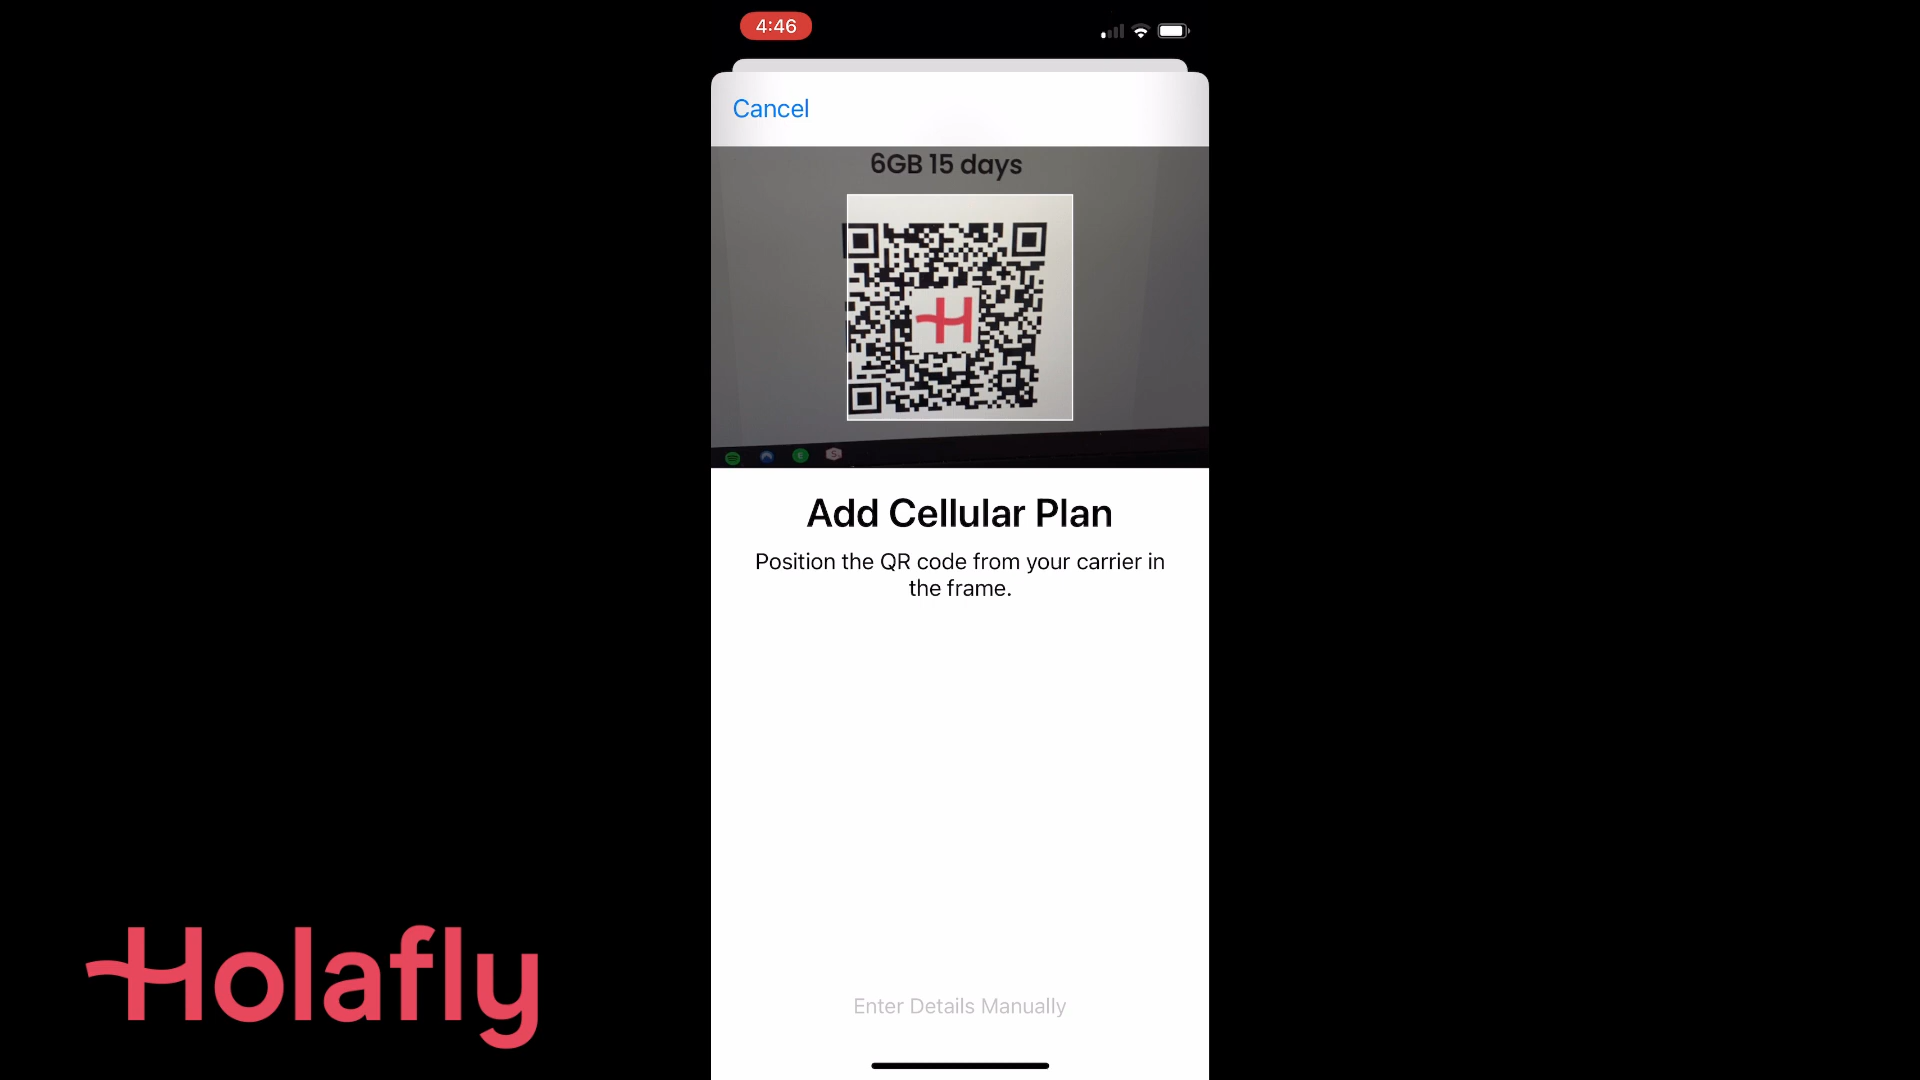 4:46
Cancel
6GB 15 days
H
Add Cellular Plan
Position the QR code from your carrier in
the frame.
Enter Details Manually
Holafly